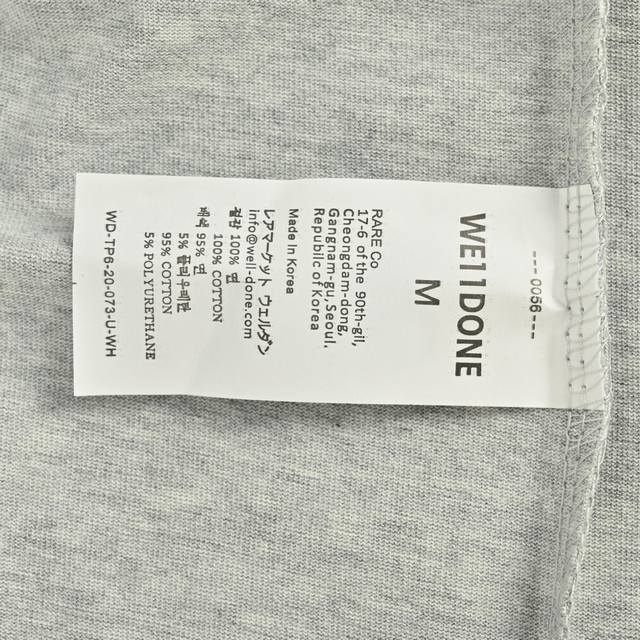 ---0056---
WE11DONE
M
RARE Co
17-6 of the 90th-gil,
Cheongdam-dong,
Gangnam-gu,Seoul.
Republic of Korea
Made In Korea
レアマーケット ウェルダン
info@well-done.com
겉감 100% 면
100% COTTON
배색 95% 면
5% 폴리우레탄
95% COTTON
5% POLYURETHANE
WD-TP6-20-073-U-WH